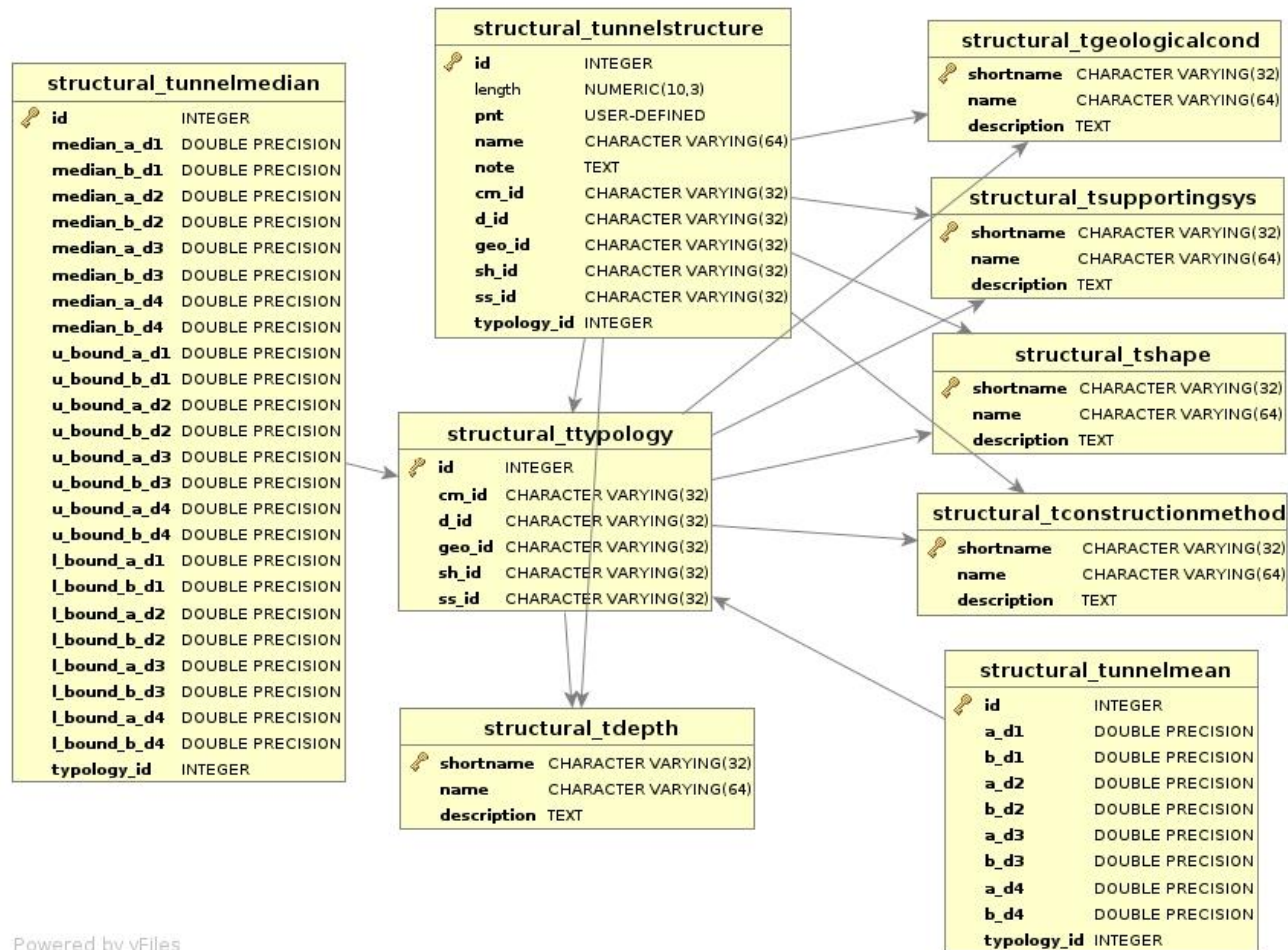 structural_tunnelmedian
id INTEGER
median_a_d1 DOUBLE PRECISION
median_b_d1 DOUBLE PRECISION
median_a_d2 DOUBLE PRECISION
median_b_d2 DOUBLE PRECISION
median_a_d3 DOUBLE PRECISION
median_b_d3 DOUBLE PRECISION
median_a_d4 DOUBLE PRECISION
median_b_d4 DOUBLE PRECISION
u_bound_a_d1 DOUBLE PRECISION
u_bound_b_d1 DOUBLE PRECISION
u_bound_a_d2 DOUBLE PRECISION
u_bound_b_d2 DOUBLE PRECISION
u_bound_a_d3 DOUBLE PRECISION
u_bound_b_d3 DOUBLE PRECISION
u_bound_a_d4 DOUBLE PRECISION
u_bound_b_d4 DOUBLE PRECISION
l_bound_a_d1 DOUBLE PRECISION
l_bound_b_d1 DOUBLE PRECISION
l_bound_a_d2 DOUBLE PRECISION
l_bound_b_d2 DOUBLE PRECISION
l_bound_a_d3 DOUBLE PRECISION
l_bound_b_d3 DOUBLE PRECISION
l_bound_a_d4 DOUBLE PRECISION
l_bound_b_d4 DOUBLE PRECISION
typology_id INTEGER
structural_tunnelstructure
id INTEGER
length NUMERIC(10,3)
pnt USER-DEFINED
name CHARACTER VARYING(64)
note TEXT
cm_id CHARACTER VARYING(32)
d_id CHARACTER VARYING(32)
geo_id CHARACTER VARYING(32)
sh_id CHARACTER VARYING(32)
ss_id CHARACTER VARYING(32)
typology_id INTEGER
structural_ttypology
id INTEGER
cm_id CHARACTER VARYING(32)
d_id CHARACTER VARYING(32)
geo_id CHARACTER VARYING(32)
sh_id CHARACTER VARYING(32)
ss_id CHARACTER VARYING(32)
structural_tdepth
shortname CHARACTER VARYING(32)
name CHARACTER VARYING(64)
description TEXT
structural_tgeologicalcond
shortname CHARACTER VARYING(32)
name CHARACTER VARYING(64)
description TEXT
structural_tsupportingsys
shortname CHARACTER VARYING(32)
name CHARACTER VARYING(64)
description TEXT
structural_tshape
shortname CHARACTER VARYING(32)
name CHARACTER VARYING(64)
description TEXT
structural_tconstructionmethod
shortname CHARACTER VARYING(32)
name CHARACTER VARYING(64)
description TEXT
structural_tunnelmean
id INTEGER
a_d1 DOUBLE PRECISION
b_d1 DOUBLE PRECISION
a_d2 DOUBLE PRECISION
b_d2 DOUBLE PRECISION
a_d3 DOUBLE PRECISION
b_d3 DOUBLE PRECISION
a_d4 DOUBLE PRECISION
b_d4 DOUBLE PRECISION
typology_id INTEGER
Powered by yFiles